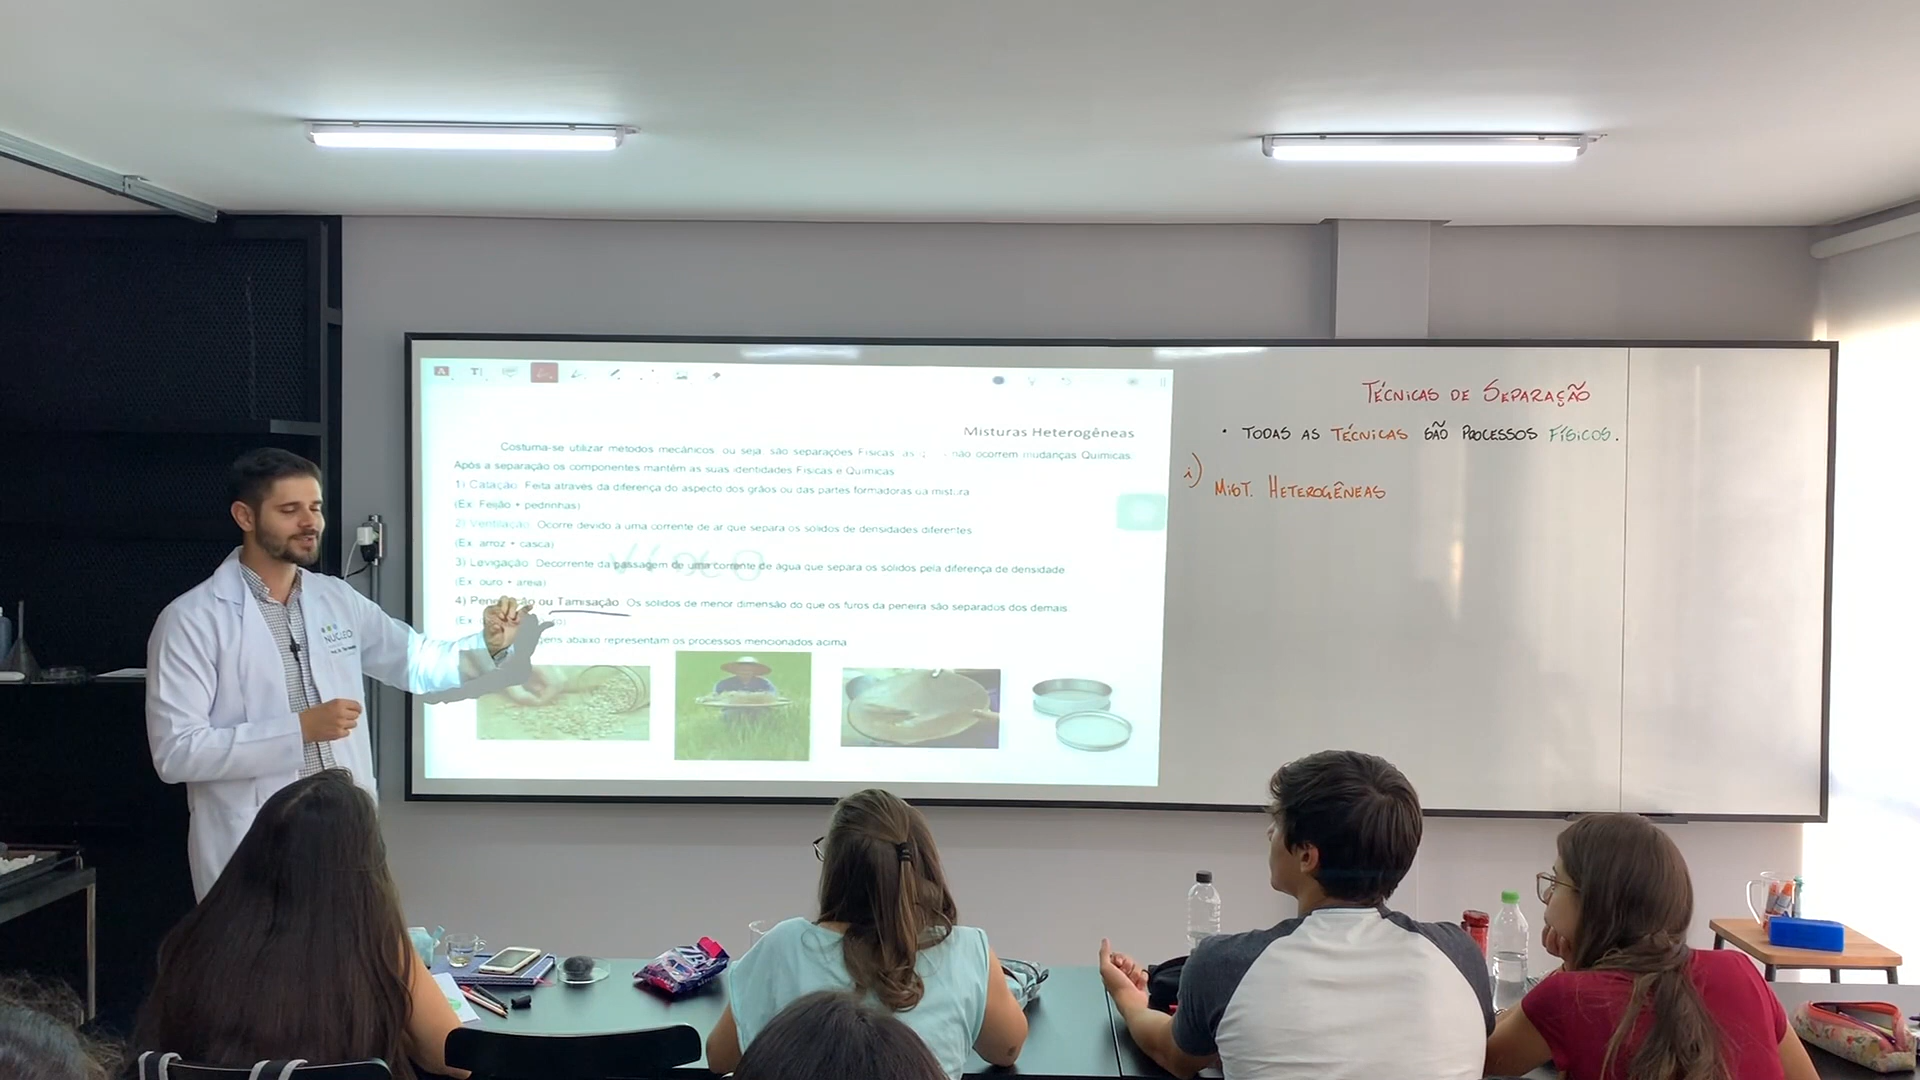 Misturas Heterogêneas
Costuma-se utilizar métodos mecânicos, ou seja, são separações Físicas, as não ocorrem mudanças Químicas.
Após a separação os componentes mantêm as suas identidades Físicas e Químicas
1) Catação: Feita através da diferença do aspecto dos grãos ou das partes formadoras da mistura
(Ex: Feijão + pedrinhas)
2) Ventilação: Ocorre devido à uma corrente de ar que separa os sólidos de densidades diferentes
(Ex: arroz + casca)
3) Levigação: Decorrente da passagem de uma corrente de água que separa os sólidos pela diferença de densidade
(Ex: ouro + areia)
4) ou Tamisação: Os sólidos de menor dimensão do que os furos da peneira são separados dos demais
(Ex:
abaixo representam os processos mencionados acima
TÉCNICAS DE SEPARAÇÃO
• TODAS AS TÉCNICAS SÃO PROCESSOS FÍSICOS.
i) MIST. HETEROGÊNEAS
NUCLEO